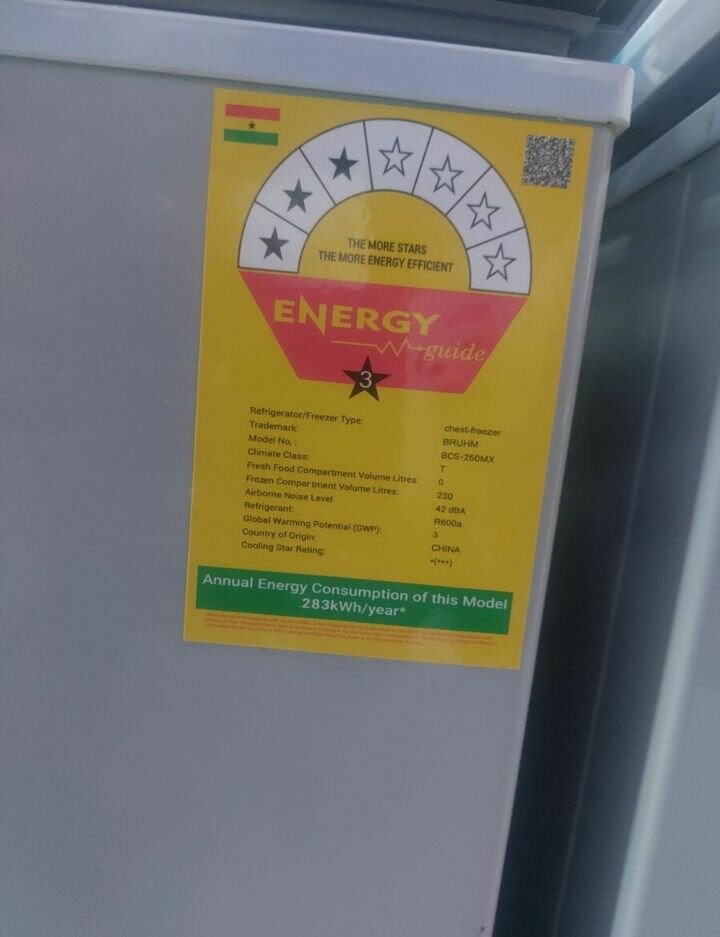 THE MORE STARS
THE MORE ENERGY EFFICIENT
ENERGY
guide
3
Refrigerator/Freezer Type: chest-freezer
Trademark: BRUHM
Model No, : BCS-260MX
Climate Class: T
Fresh Food Compartment Volume Litres: 0
Frozen Compartment Volume Litres: 230
Airborne Noise Level 42 dBA
Refrigerant: R600a
Global Warming Potential (GWP): 3
Country of Origin: CHINA
Cooling Star Rating: *(***)
Annual Energy Consumption of this Model
283kWh/year*